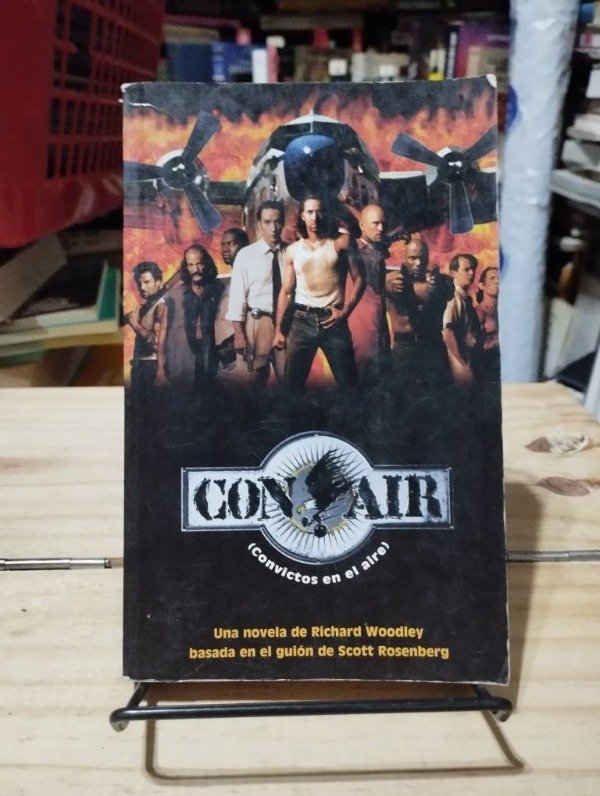 CON AIR
(Convictos en el aire)
Una novela de Richard Woodley
basada en el guión de Scott Rosenberg